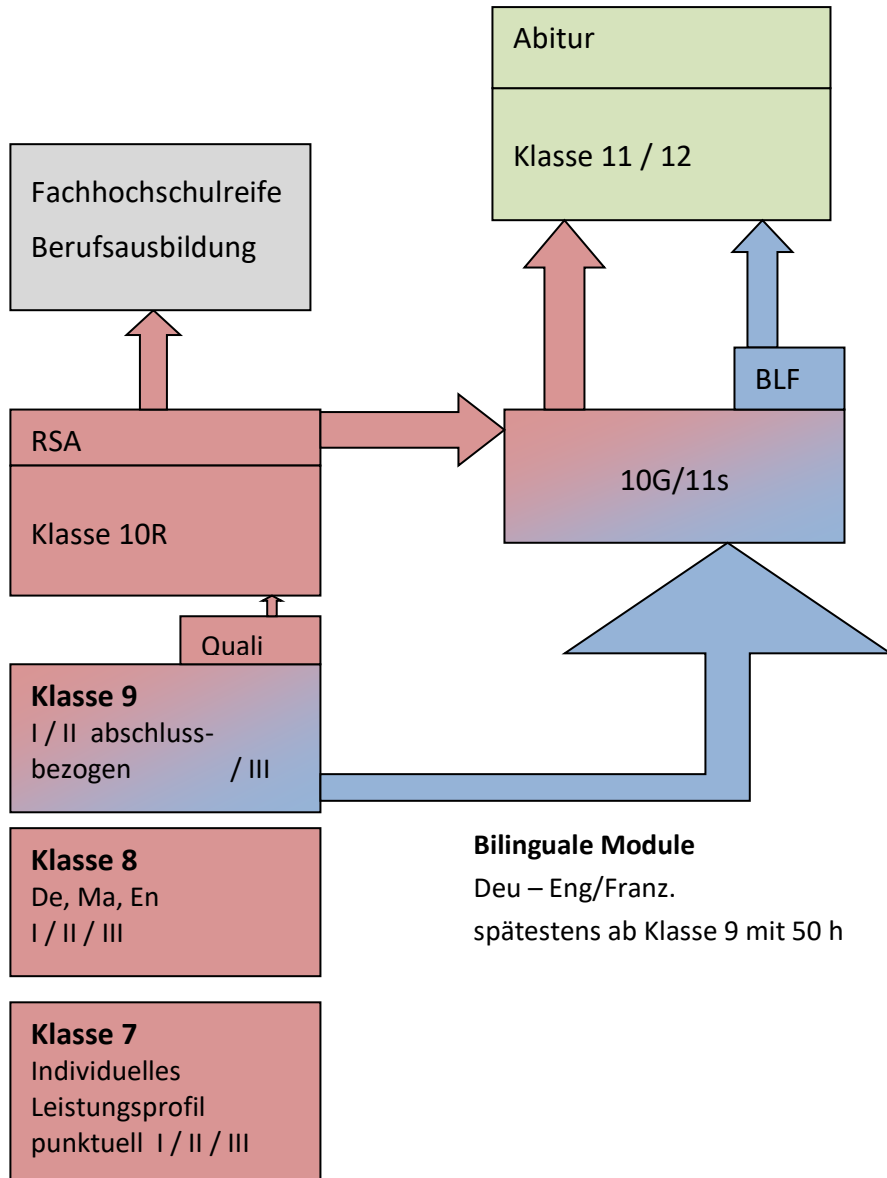 Abitur
Klasse 11 / 12
Fachhochschulreife
Berufsausbildung
BLF
RSA
Klasse 10R
10G/11s
Quali
Klasse 9
I / II abschluss-
bezogen / III
Klasse 8
De, Ma, En
I / II / III
Bilinguale Module
Deu – Eng/Franz.
spätestens ab Klasse 9 mit 50 h
Klasse 7
Individuelles
Leistungsprofil
punktuell I / II / III